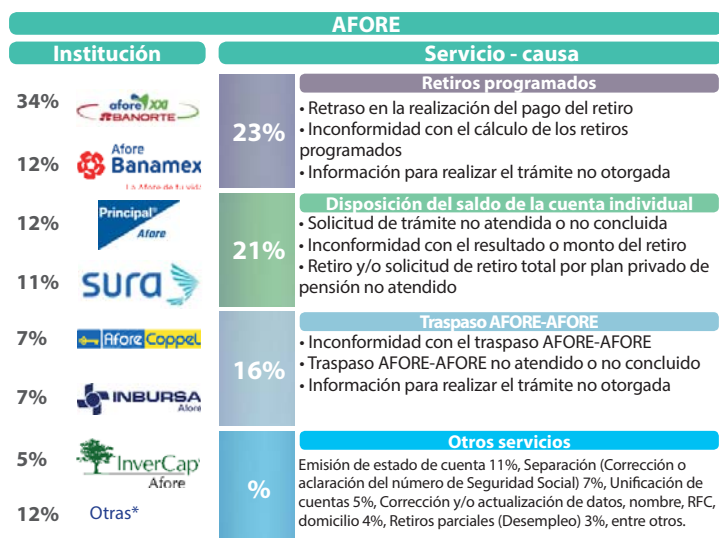 AFORE
Institución
34%
afore XXI
BANORTE
12%
Afore
Banamex
La Afore de tu vida
12%
Principal®
Afore
11%
sura
7%
Afore Coppel
7%
INBURSA
Afore
5%
InverCap
Afore
12%
Otras*
Servicio - causa
23%
Retiros programados
• Retraso en la realización del pago del retiro
• Inconformidad con el cálculo de los retiros
programados
• Información para realizar el trámite no otorgada
21%
Disposición del saldo de la cuenta individual
• Solicitud de trámite no atendida o no concluida
• Inconformidad con el resultado o monto del retiro
• Retiro y/o solicitud de retiro total por plan privado de
pensión no atendido
16%
Traspaso AFORE-AFORE
• Inconformidad con el traspaso AFORE-AFORE
• Traspaso AFORE-AFORE no atendido o no concluido
• Información para realizar el trámite no otorgada
%
Otros servicios
Emisión de estado de cuenta 11%, Separación (Corrección o
aclaración del número de Seguridad Social) 7%, Unificación de
cuentas 5%, Corrección y/o actualización de datos, nombre, RFC,
domicilio 4%, Retiros parciales (Desempleo) 3%, entre otros.